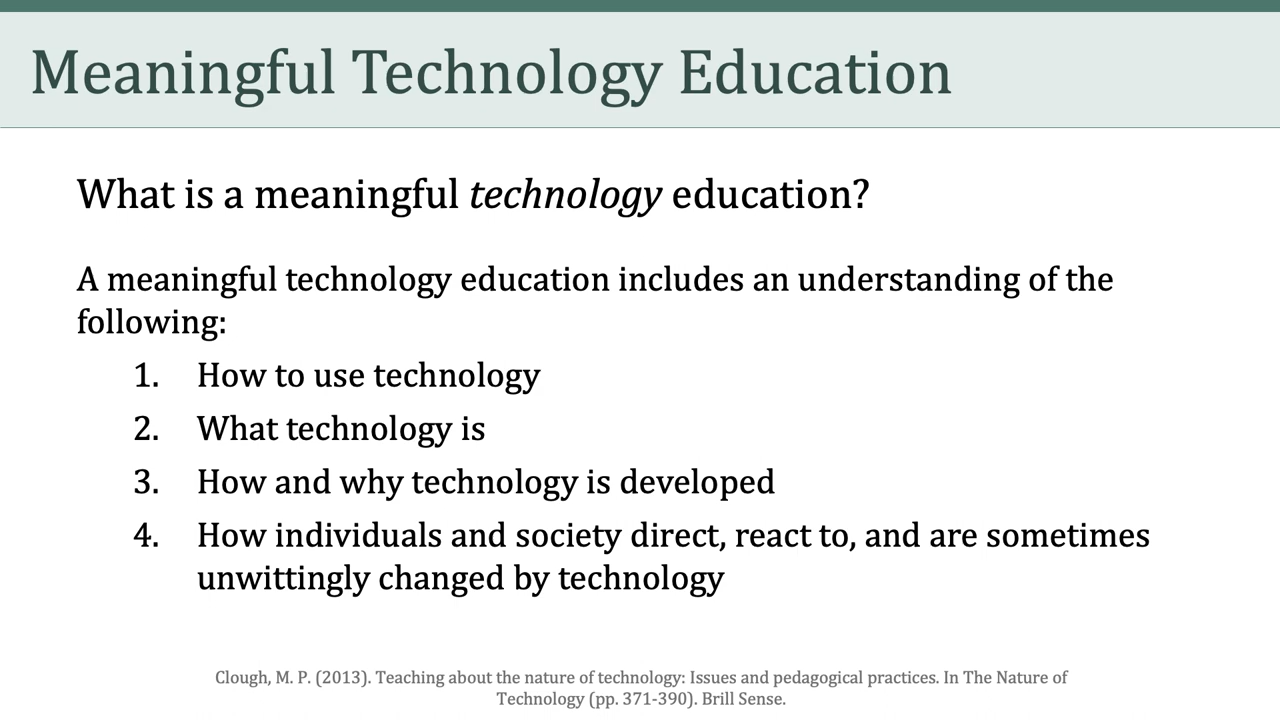 Meaningful Technology Education
What is a meaningful technology education?
A meaningful technology education includes an understanding of the
following:
1. How to use technology
2. What technology is
3. How and why technology is developed
4. How individuals and society direct, react to, and are sometimes
unwittingly changed by technology
Clough, M. P. (2013). Teaching about the nature of technology: Issues and pedagogical practices. In The Nature of
Technology (pp. 371-390). Brill Sense.